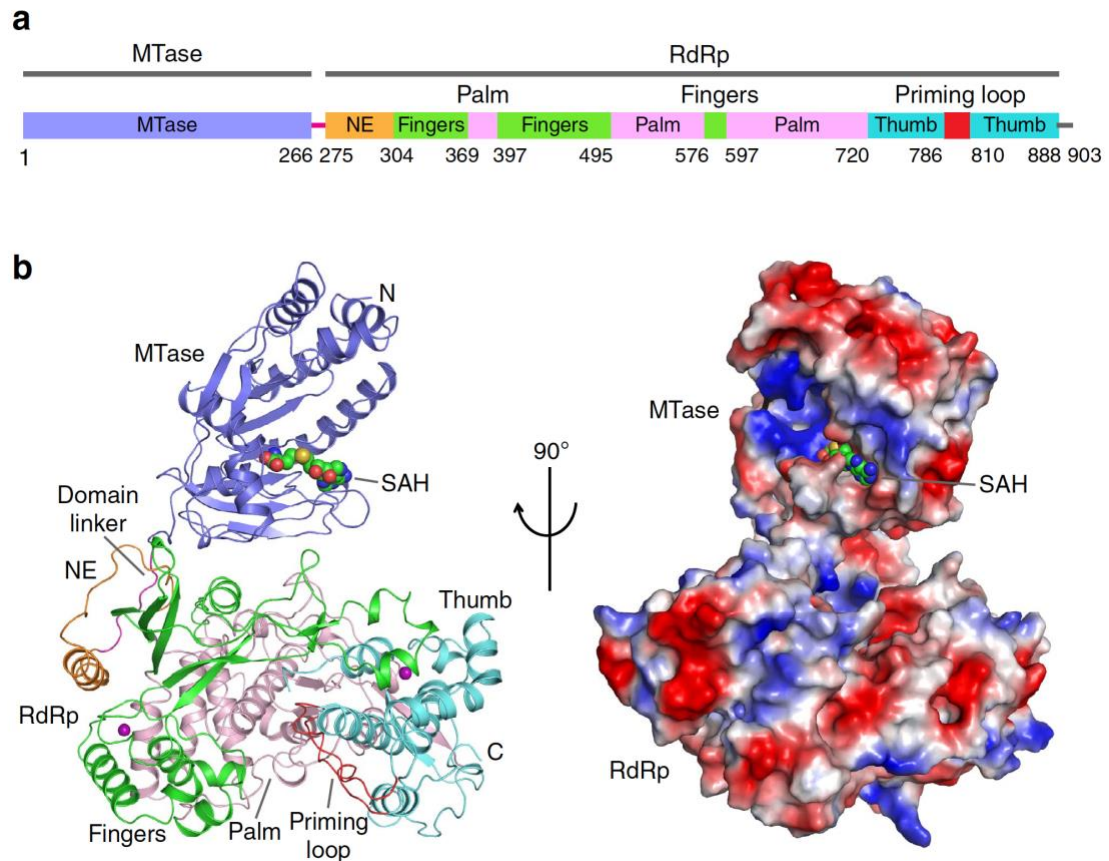 a
MTase RdRp
Palm Fingers Priming loop
MTase NE Fingers Fingers Palm Palm Thumb Thumb
1 266 275 304 369 397 495 576 597 720 786 810 888 903
b
N
MTase
MTase
SAH
90°
SAH
Domain
linker
NE
Thumb
RdRp
C
RdRp
Fingers Palm Priming
loop